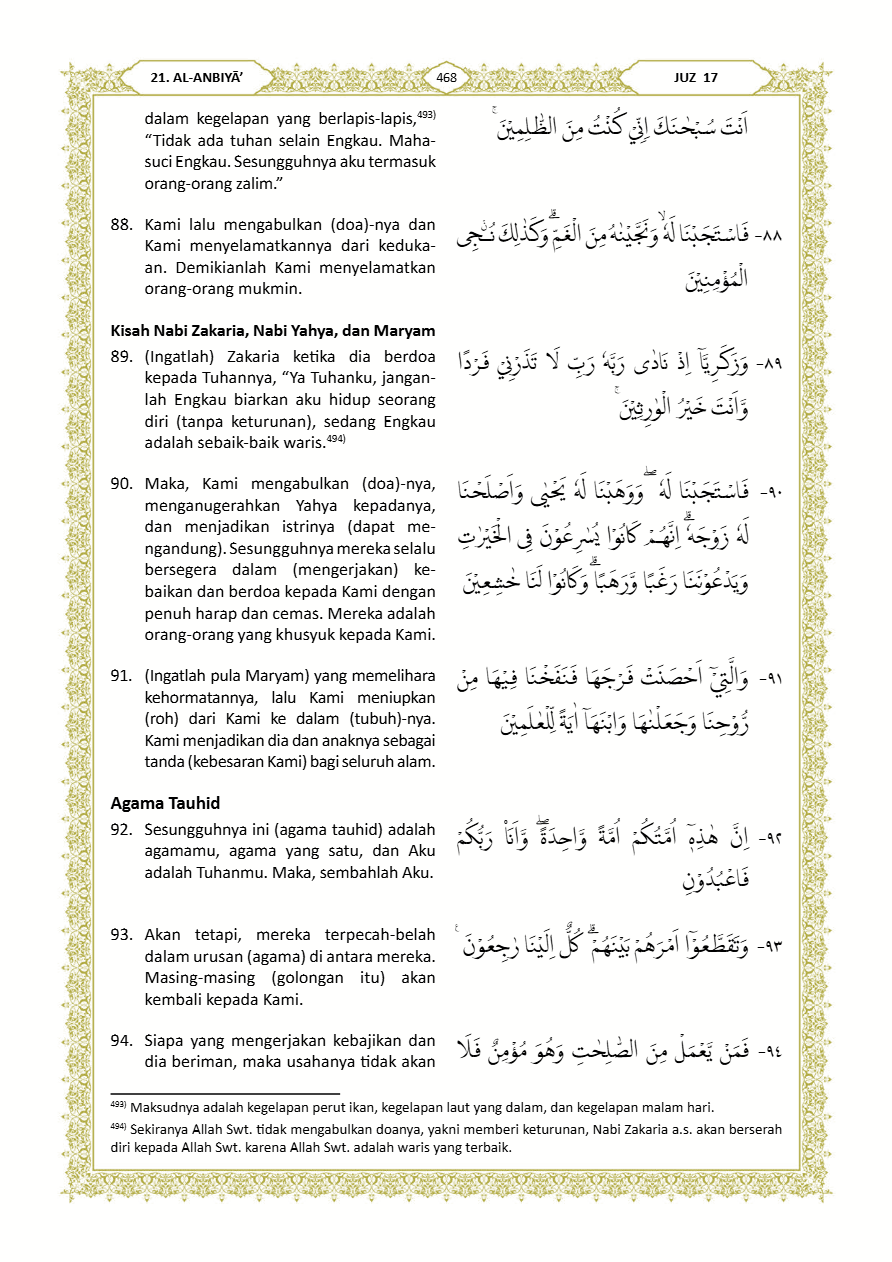 21. AL-ANBIYĀ’
468
JUZ 17
dalam kegelapan yang berlapis-lapis,⁴⁹³⁾
“Tidak ada tuhan selain Engkau. Maha-
suci Engkau. Sesungguhnya aku termasuk
orang-orang zalim.”
اَنْتَ سُبْحٰنَكَ اِنِّيْ كُنْتُ مِنَ الظّٰلِمِيْنَ ۚ
88. Kami lalu mengabulkan (doa)-nya dan
Kami menyelamatkannya dari keduka-
an. Demikianlah Kami menyelamatkan
orang-orang mukmin.
٨٨- فَاسْتَجَبْنَا لَهٗۙ وَنَجَّيْنٰهُ مِنَ الْغَمِّۗ وَكَذٰلِكَ نُـْۨجِى
الْمُؤْمِنِيْنَ
Kisah Nabi Zakaria, Nabi Yahya, dan Maryam
89. (Ingatlah) Zakaria ketika dia berdoa
kepada Tuhannya, “Ya Tuhanku, jangan-
lah Engkau biarkan aku hidup seorang
diri (tanpa keturunan), sedang Engkau
adalah sebaik-baik waris.⁴⁹⁴⁾
٨٩- وَزَكَرِيَّآ اِذْ نَادٰى رَبَّهٗ رَبِّ لَا تَذَرْنِيْ فَرْدًا
وَّاَنْتَ خَيْرُ الْوٰرِثِيْنَ ۚ
90. Maka, Kami mengabulkan (doa)-nya,
menganugerahkan Yahya kepadanya,
dan menjadikan istrinya (dapat me-
ngandung). Sesungguhnya mereka selalu
bersegera dalam (mengerjakan) ke-
baikan dan berdoa kepada Kami dengan
penuh harap dan cemas. Mereka adalah
orang-orang yang khusyuk kepada Kami.
٩٠- فَاسْتَجَبْنَا لَهٗ ۖ وَوَهَبْنَا لَهٗ يَحْيٰى وَاَصْلَحْنَا
لَهٗ زَوْجَهٗۗ اِنَّهُمْ كَانُوْا يُسٰرِعُوْنَ فِى الْخَيْرٰتِ
وَيَدْعُوْنَنَا رَغَبًا وَّرَهَبًاۗ وَكَانُوْا لَنَا خٰشِعِيْنَ
91. (Ingatlah pula Maryam) yang memelihara
kehormatannya, lalu Kami meniupkan
(roh) dari Kami ke dalam (tubuh)-nya.
Kami menjadikan dia dan anaknya sebagai
tanda (kebesaran Kami) bagi seluruh alam.
٩١- وَالَّتِيْٓ اَحْصَنَتْ فَرْجَهَا فَنَفَخْنَا فِيْهَا مِنْ
رُّوْحِنَا وَجَعَلْنٰهَا وَابْنَهَآ اٰيَةً لِّلْعٰلَمِيْنَ
Agama Tauhid
92. Sesungguhnya ini (agama tauhid) adalah
agamamu, agama yang satu, dan Aku
adalah Tuhanmu. Maka, sembahlah Aku.
٩٢- اِنَّ هٰذِهٖٓ اُمَّتُكُمْ اُمَّةً وَّاحِدَةًۖ وَّاَنَا۠ رَبُّكُمْ
فَاعْبُدُوْنِ
93. Akan tetapi, mereka terpecah-belah
dalam urusan (agama) di antara mereka.
Masing-masing (golongan itu) akan
kembali kepada Kami.
٩٣- وَتَقَطَّعُوْٓا اَمْرَهُمْ بَيْنَهُمْۗ كُلٌّ اِلَيْنَا رٰجِعُوْنَ ۚ
94. Siapa yang mengerjakan kebajikan dan
dia beriman, maka usahanya tidak akan
٩٤- فَمَنْ يَّعْمَلْ مِنَ الصّٰلِحٰتِ وَهُوَ مُؤْمِنٌ فَلَا
⁴⁹³⁾ Maksudnya adalah kegelapan perut ikan, kegelapan laut yang dalam, dan kegelapan malam hari.
⁴⁹⁴⁾ Sekiranya Allah Swt. tidak mengabulkan doanya, yakni memberi keturunan, Nabi Zakaria a.s. akan berserah
diri kepada Allah Swt. karena Allah Swt. adalah waris yang terbaik.